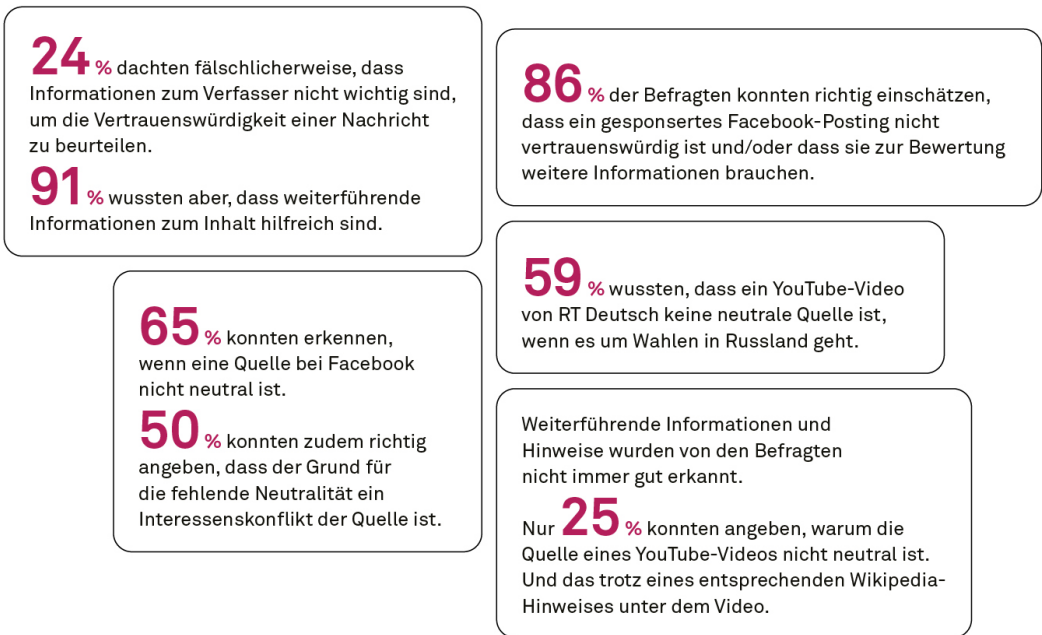 24 % dachten fälschlicherweise, dass
Informationen zum Verfasser nicht wichtig sind,
um die Vertrauenswürdigkeit einer Nachricht
zu beurteilen.
91 % wussten aber, dass weiterführende
Informationen zum Inhalt hilfreich sind.
86 % der Befragten konnten richtig einschätzen,
dass ein gesponsertes Facebook-Posting nicht
vertrauenswürdig ist und/oder dass sie zur Bewertung
weitere Informationen brauchen.
65 % konnten erkennen,
wenn eine Quelle bei Facebook
nicht neutral ist.
50 % konnten zudem richtig
angeben, dass der Grund für
die fehlende Neutralität ein
Interessenskonflikt der Quelle ist.
59 % wussten, dass ein YouTube-Video
von RT Deutsch keine neutrale Quelle ist,
wenn es um Wahlen in Russland geht.
Weiterführende Informationen und
Hinweise wurden von den Befragten
nicht immer gut erkannt.
Nur 25 % konnten angeben, warum die
Quelle eines YouTube-Videos nicht neutral ist.
Und das trotz eines entsprechenden Wikipedia-
Hinweises unter dem Video.